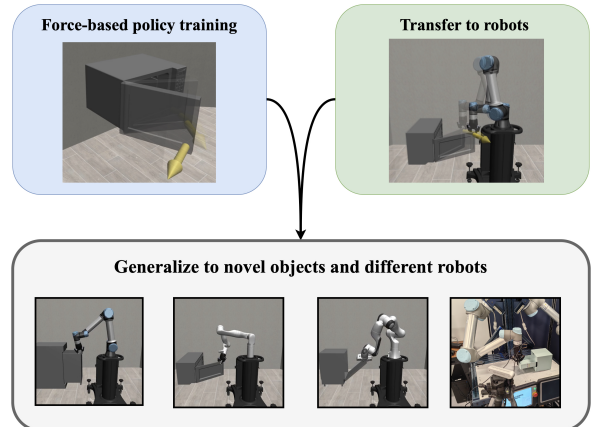 Force-based policy training
Transfer to robots
Generalize to novel objects and different robots